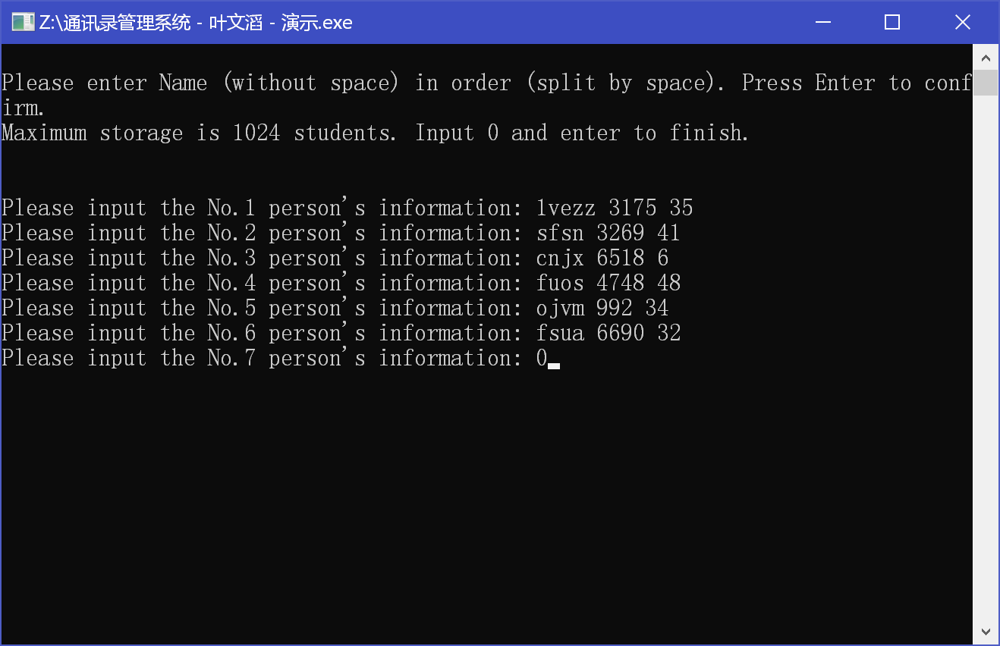 Z:\通讯录管理系统 - 叶文滔 - 演示.exe
Please enter Name (without space) in order (split by space). Press Enter to conf
irm.
Maximum storage is 1024 students. Input 0 and enter to finish.
Please input the No.1 person's information: lvezz 3175 35
Please input the No.2 person's information: sfsn 3269 41
Please input the No.3 person's information: cnjx 6518 6
Please input the No.4 person's information: fuos 4748 48
Please input the No.5 person's information: ojvm 992 34
Please input the No.6 person's information: fsua 6690 32
Please input the No.7 person's information: 0